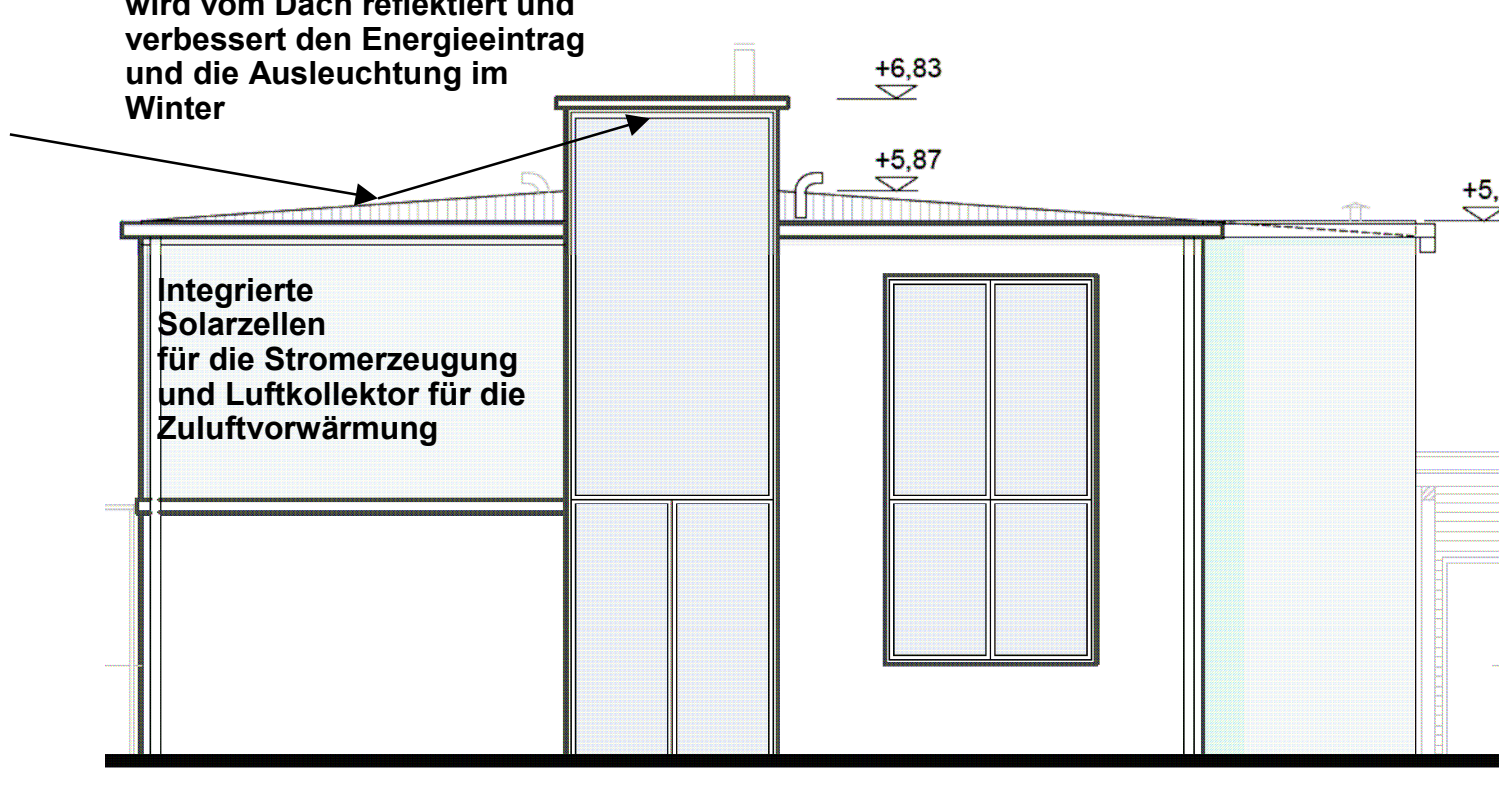 wird vom Dach reflektiert und
verbessert den Energieeintrag
und die Ausleuchtung im
Winter
+6,83
+5,87
+5,
Integrierte
Solarzellen
für die Stromerzeugung
und Luftkollektor für die
Zuluftvorwärmung